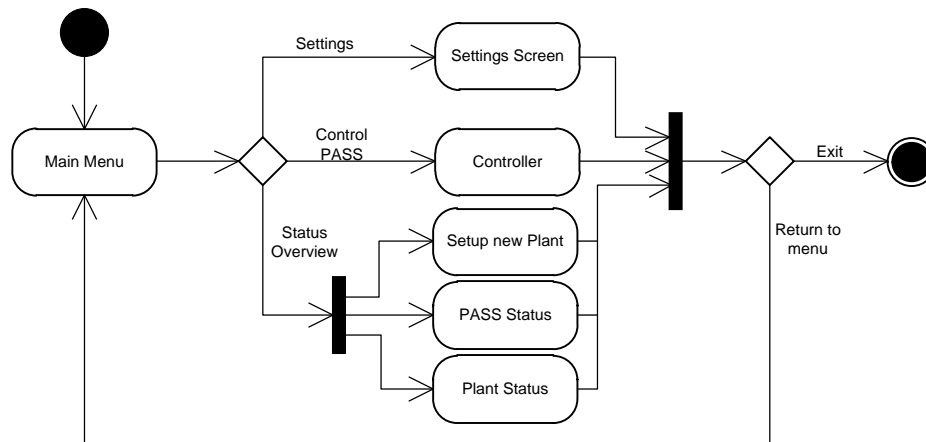 Settings
Settings Screen
Main Menu
Control
PASS
Controller
Exit
Status
Overview
Setup new Plant
Return to
menu
PASS Status
Plant Status